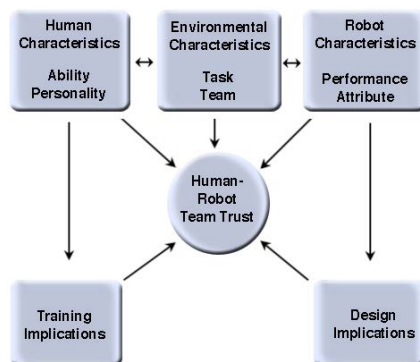 Human
Characteristics
Ability
Personality
Environmental
Characteristics
Task
Team
Robot
Characteristics
Performance
Attribute
Human-
Robot
Team Trust
Training
Implications
Design
Implications